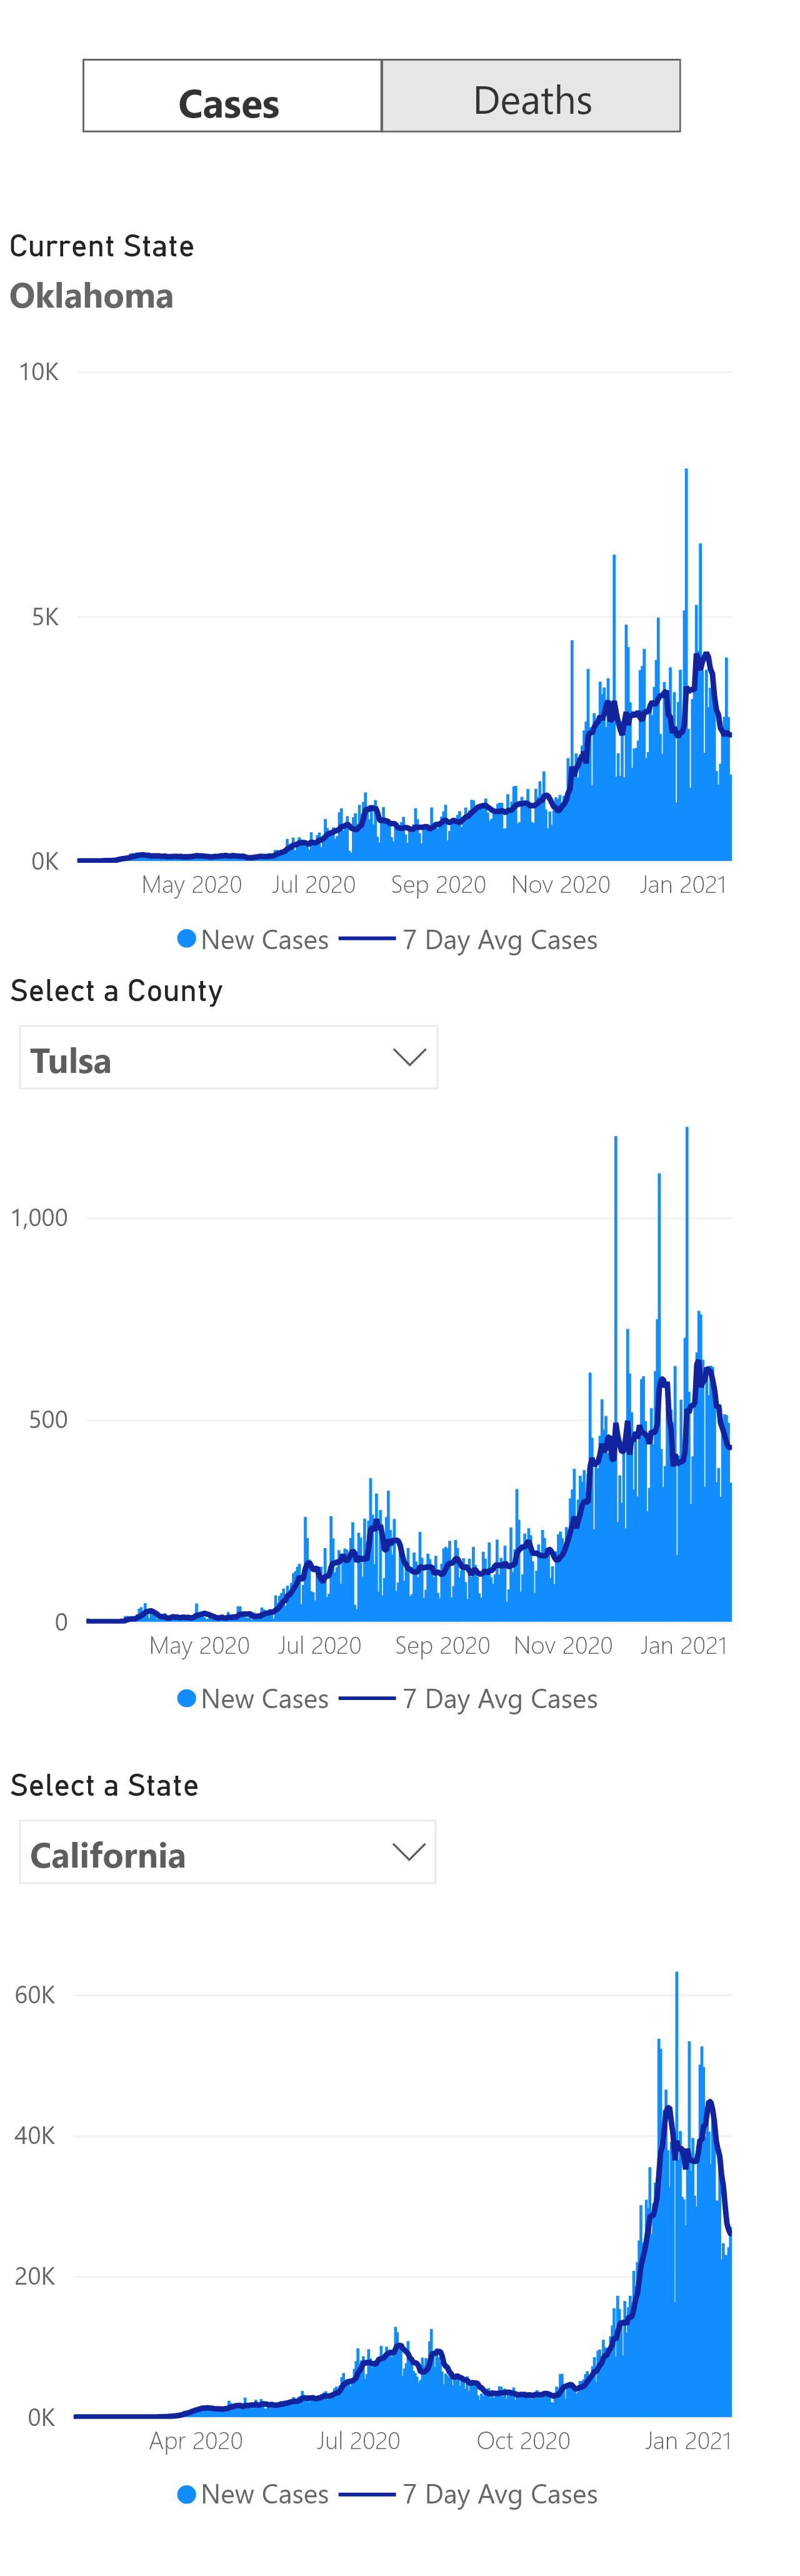 Cases Deaths
Current State
Oklahoma
10K
5K
0K
May 2020 Jul 2020 Sep 2020 Nov 2020 Jan 2021
New Cases 7 Day Avg Cases
Select a County
Tulsa
1,000
500
0
May 2020 Jul 2020 Sep 2020 Nov 2020 Jan 2021
New Cases 7 Day Avg Cases
Select a State
California
60K
40K
20K
0K
Apr 2020 Jul 2020 Oct 2020 Jan 2021
New Cases 7 Day Avg Cases